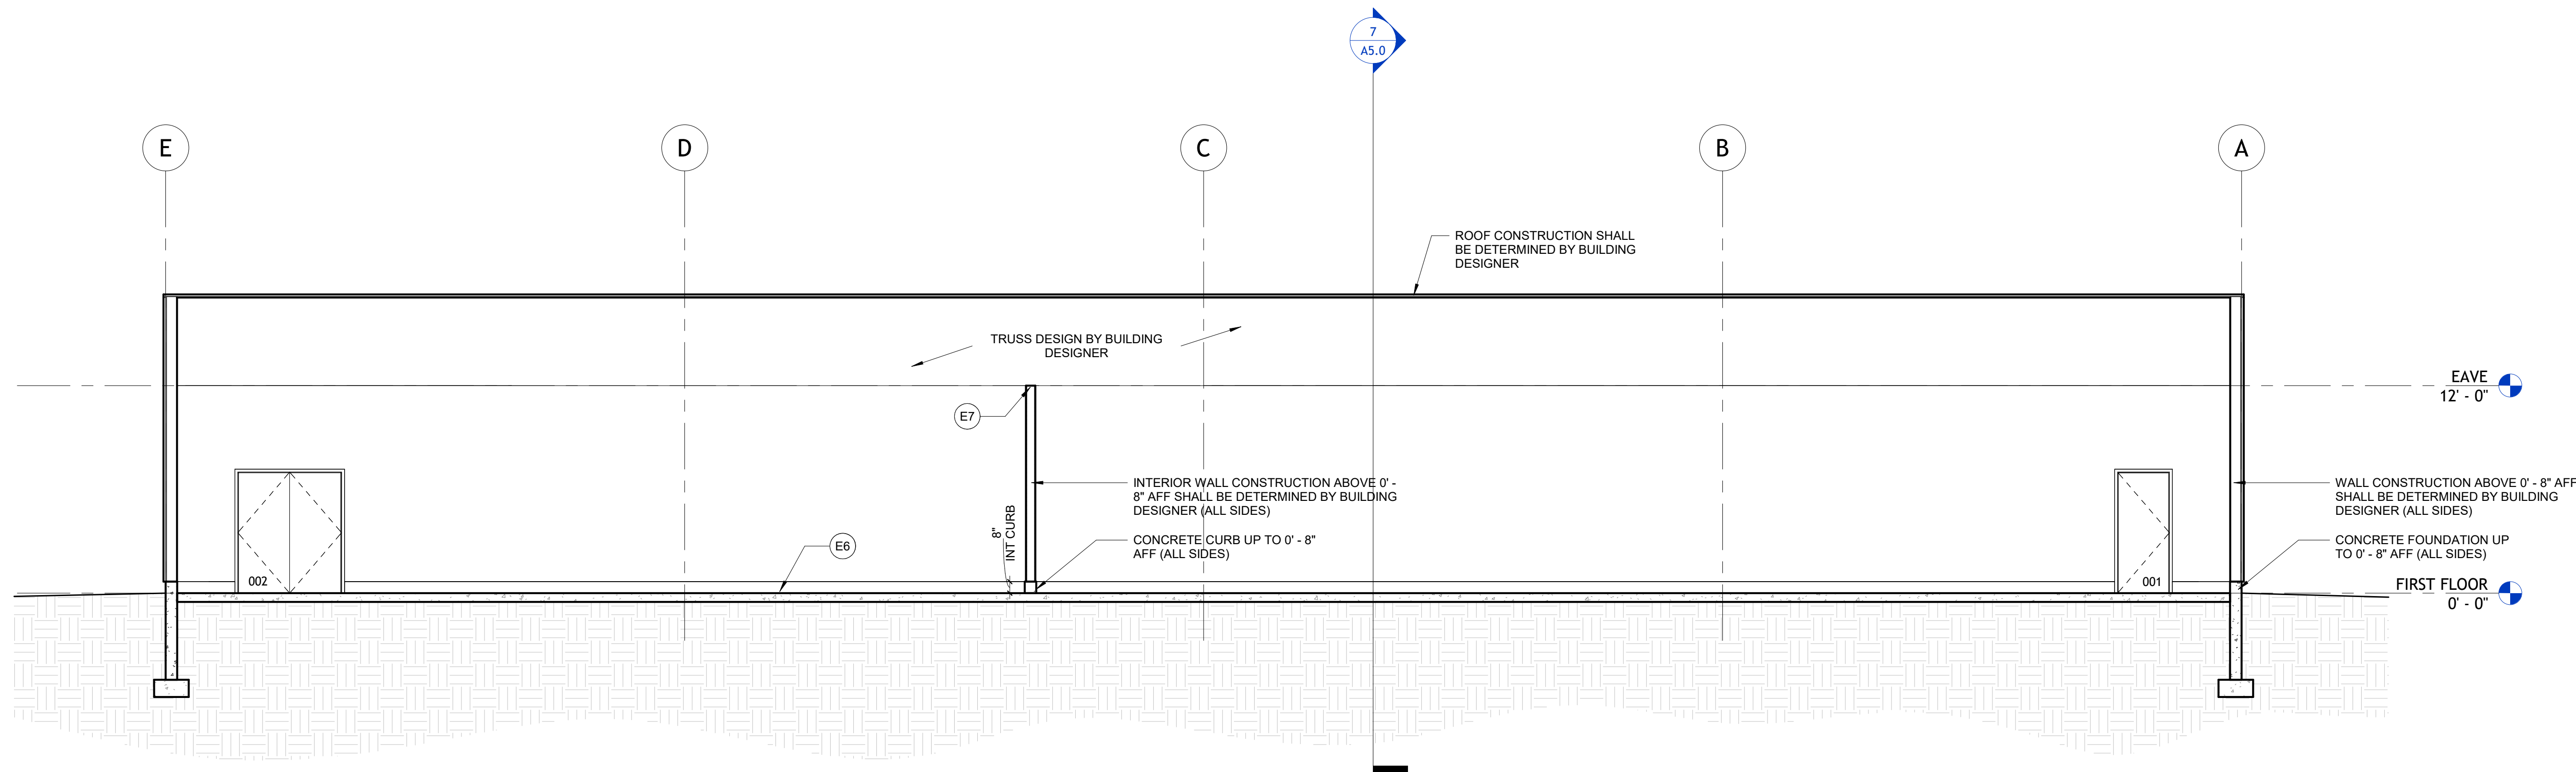 7
A5.0
E
D
C
B
A
ROOF CONSTRUCTION SHALL
BE DETERMINED BY BUILDING
DESIGNER
TRUSS DESIGN BY BUILDING
DESIGNER
EAVE
12' - 0"
E7
INTERIOR WALL CONSTRUCTION ABOVE 0' -
8" AFF SHALL BE DETERMINED BY BUILDING
DESIGNER (ALL SIDES)
WALL CONSTRUCTION ABOVE 0' - 8" AFF
SHALL BE DETERMINED BY BUILDING
DESIGNER (ALL SIDES)
8"
INT CURB
E6
CONCRETE CURB UP TO 0' - 8"
AFF (ALL SIDES)
CONCRETE FOUNDATION UP
TO 0' - 8" AFF (ALL SIDES)
002
001
FIRST FLOOR
0' - 0"